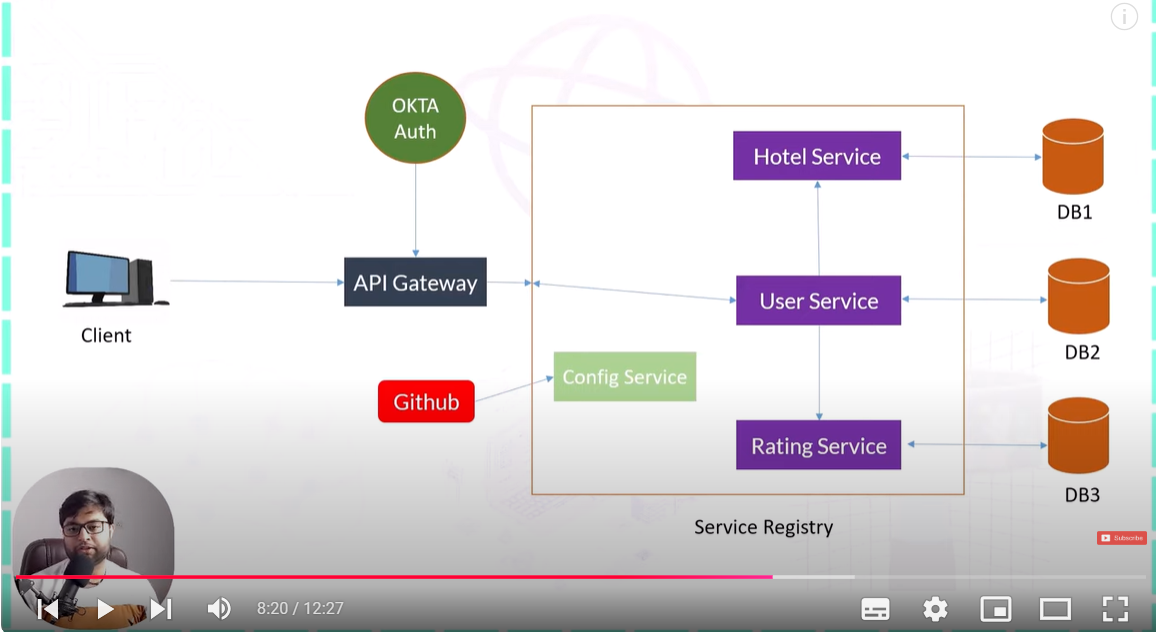 OKTA
Auth
Hotel Service
DB1
API Gateway
User Service
Client
DB2
Config Service
Github
Rating Service
DB3
Service Registry
Subscribe
8:20 / 12:27